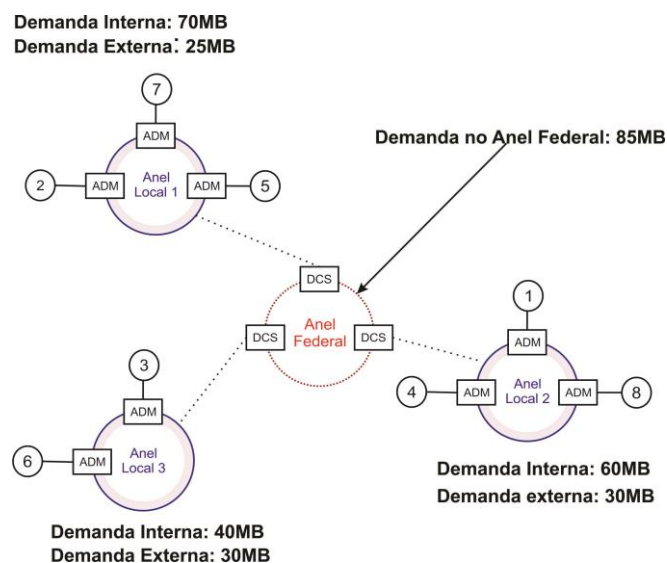 Demanda Interna: 70MB
Demanda Externa: 25MB
7
ADM
Demanda no Anel Federal: 85MB
2
ADM
Anel
Local 1
ADM
5
DCS
1
Anel
Federal
DCS
DCS
ADM
3
4
ADM
Anel
Local 2
ADM
8
ADM
6
ADM
Anel
Local 3
Demanda Interna: 60MB
Demanda externa: 30MB
Demanda Interna: 40MB
Demanda Externa: 30MB